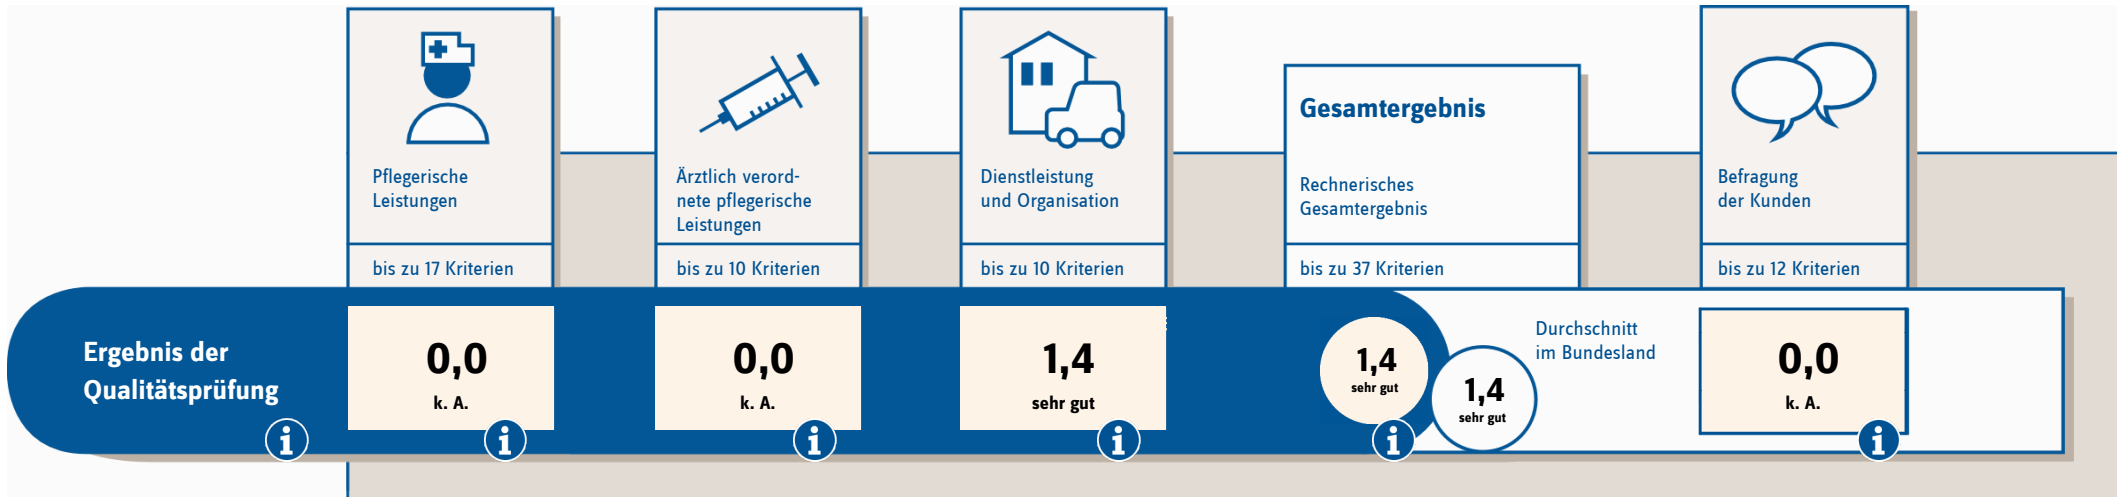 Pflegerische
Leistungen
bis zu 17 Kriterien
Ärztlich verord-
nete pflegerische
Leistungen
bis zu 10 Kriterien
Dienstleistung
und Organisation
bis zu 10 Kriterien
Gesamtergebnis
Rechnerisches
Gesamtergebnis
bis zu 37 Kriterien
Befragung
der Kunden
bis zu 12 Kriterien
Ergebnis der
Qualitätsprüfung
i
0,0
k. A.
i
0,0
k. A.
i
1,4
sehr gut
i
1,4
sehr gut
i
1,4
sehr gut
Durchschnitt
im Bundesland
0,0
k. A.
i